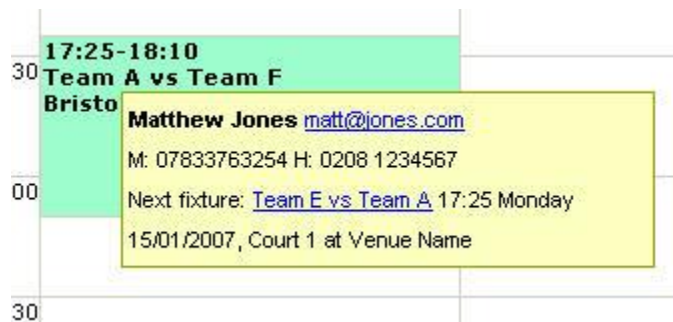 17:25-18:10
30
Team A vs Team F
Bristo
Matthew Jones matt@jones.com
M: 07833763254 H: 0208 1234567
00
Next fixture: Team E vs Team A 17:25 Monday
15/01/2007, Court 1 at Venue Name
30